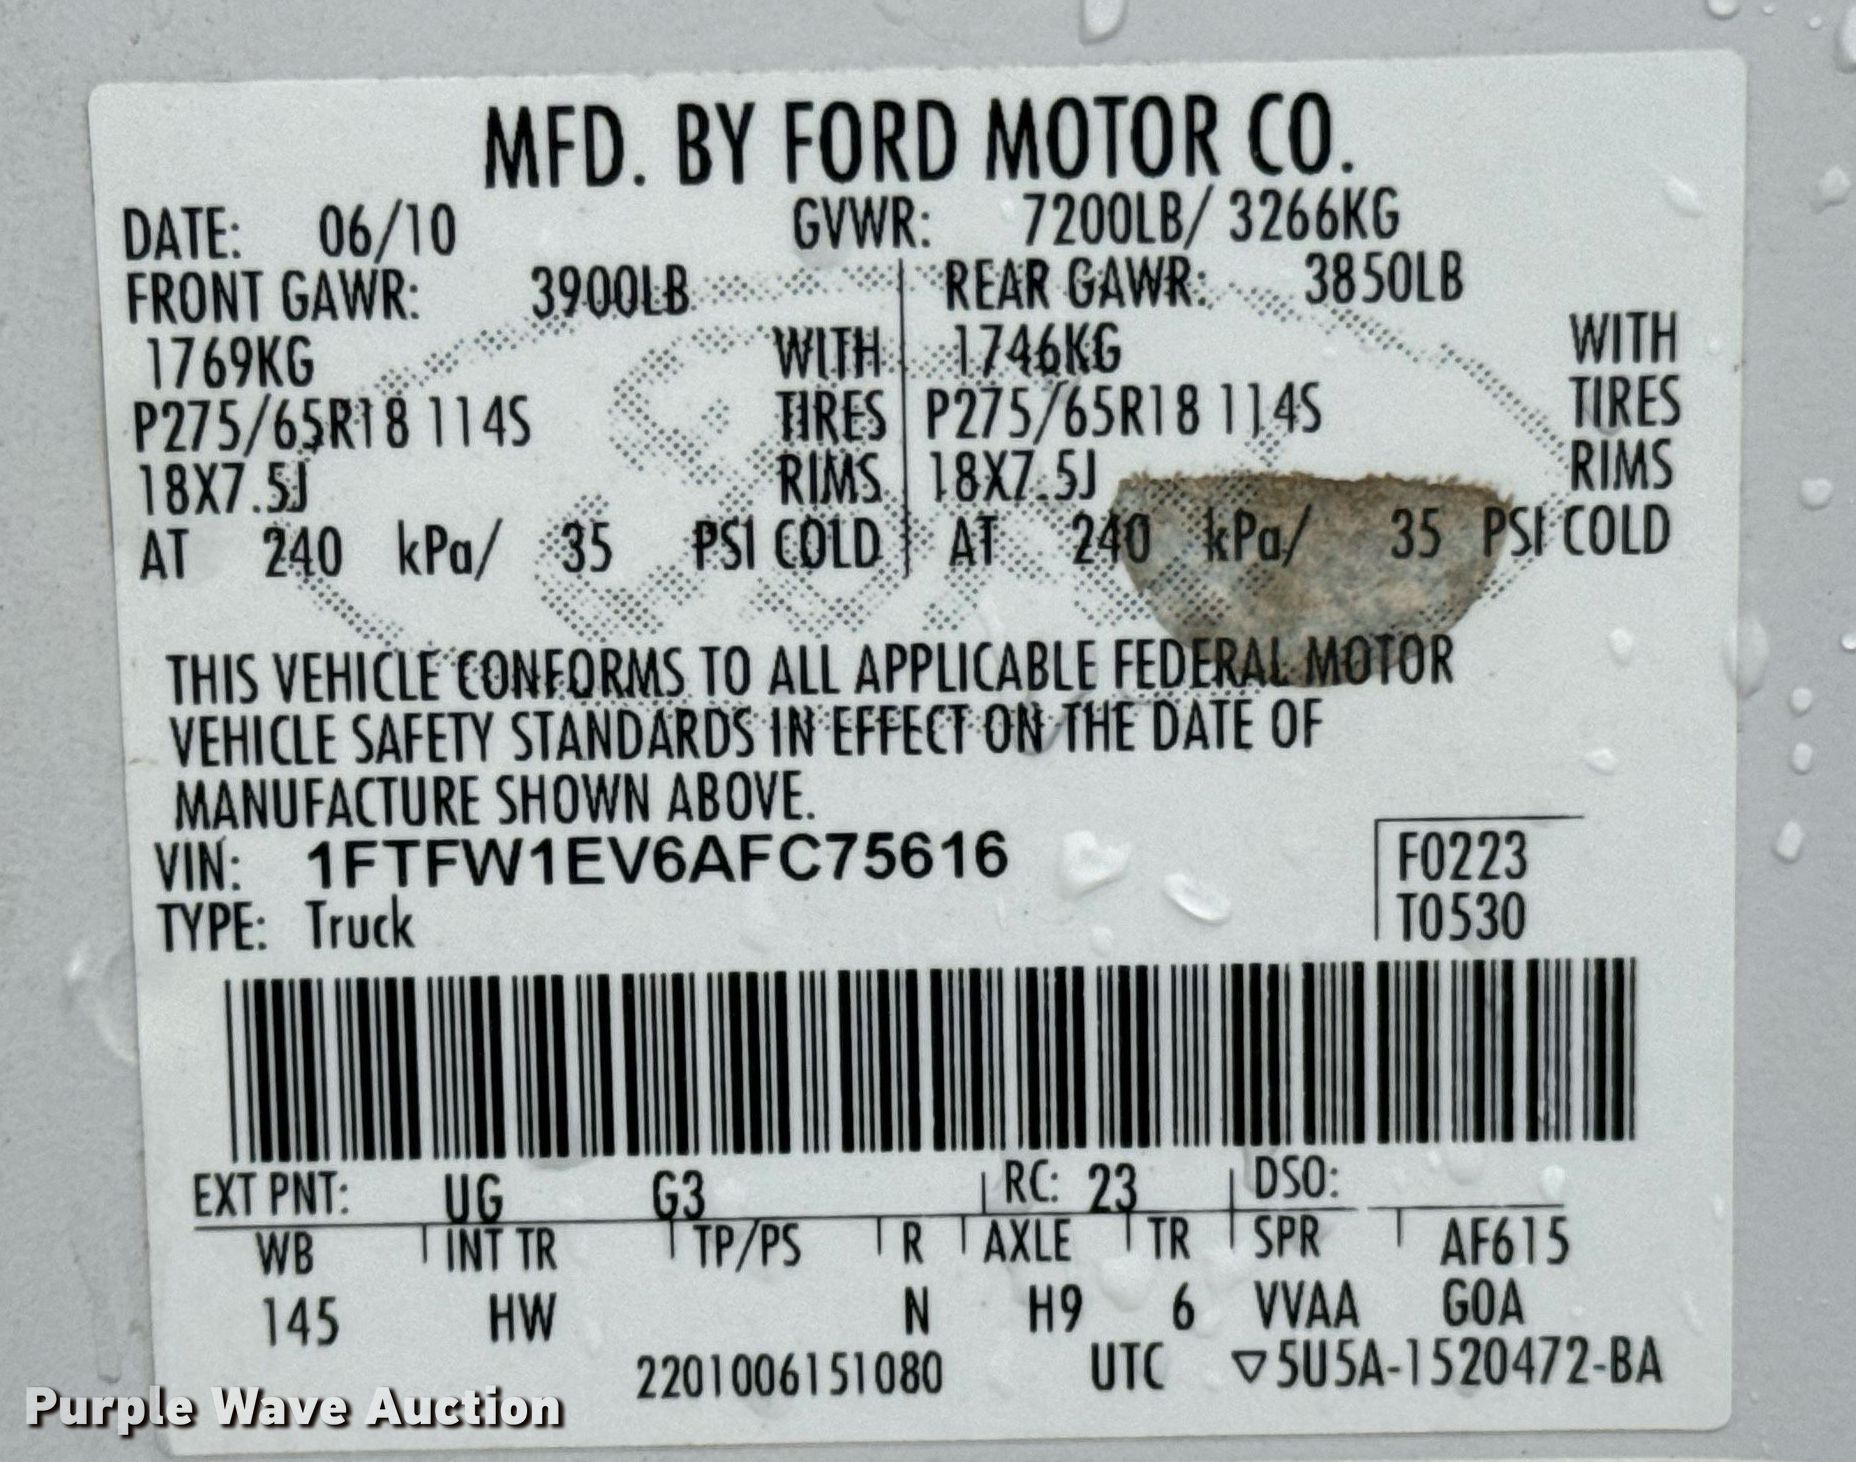 MFD. BY FORD MOTOR CO.
DATE: 06/10 GVWR: 7200LB/ 3266KG
FRONT GAWR: 3900LB REAR GAWR: 3850LB
1769KG WITH 1746KG WITH
P275/65R18 114S TIRES P275/65R18 114S TIRES
18X7.5J RIMS 18X7.5J RIMS
AT 240 kPa/ 35 PSI COLD AT 240 kPa/ 35 PSI COLD
THIS VEHICLE CONFORMS TO ALL APPLICABLE FEDERAL MOTOR
VEHICLE SAFETY STANDARDS IN EFFECT ON THE DATE OF
MANUFACTURE SHOWN ABOVE.
VIN: 1FTFW1EV6AFC75616 F0223
TYPE: Truck T0530
EXT PNT: UG G3 RC: 23 DSO:
WB INT TR TP/PS R AXLE TR SPR AF615
145 HW N H9 6 VVAA GOA
2201006151080 UTC ▽5U5A-1520472-BA
Purple Wave Auction